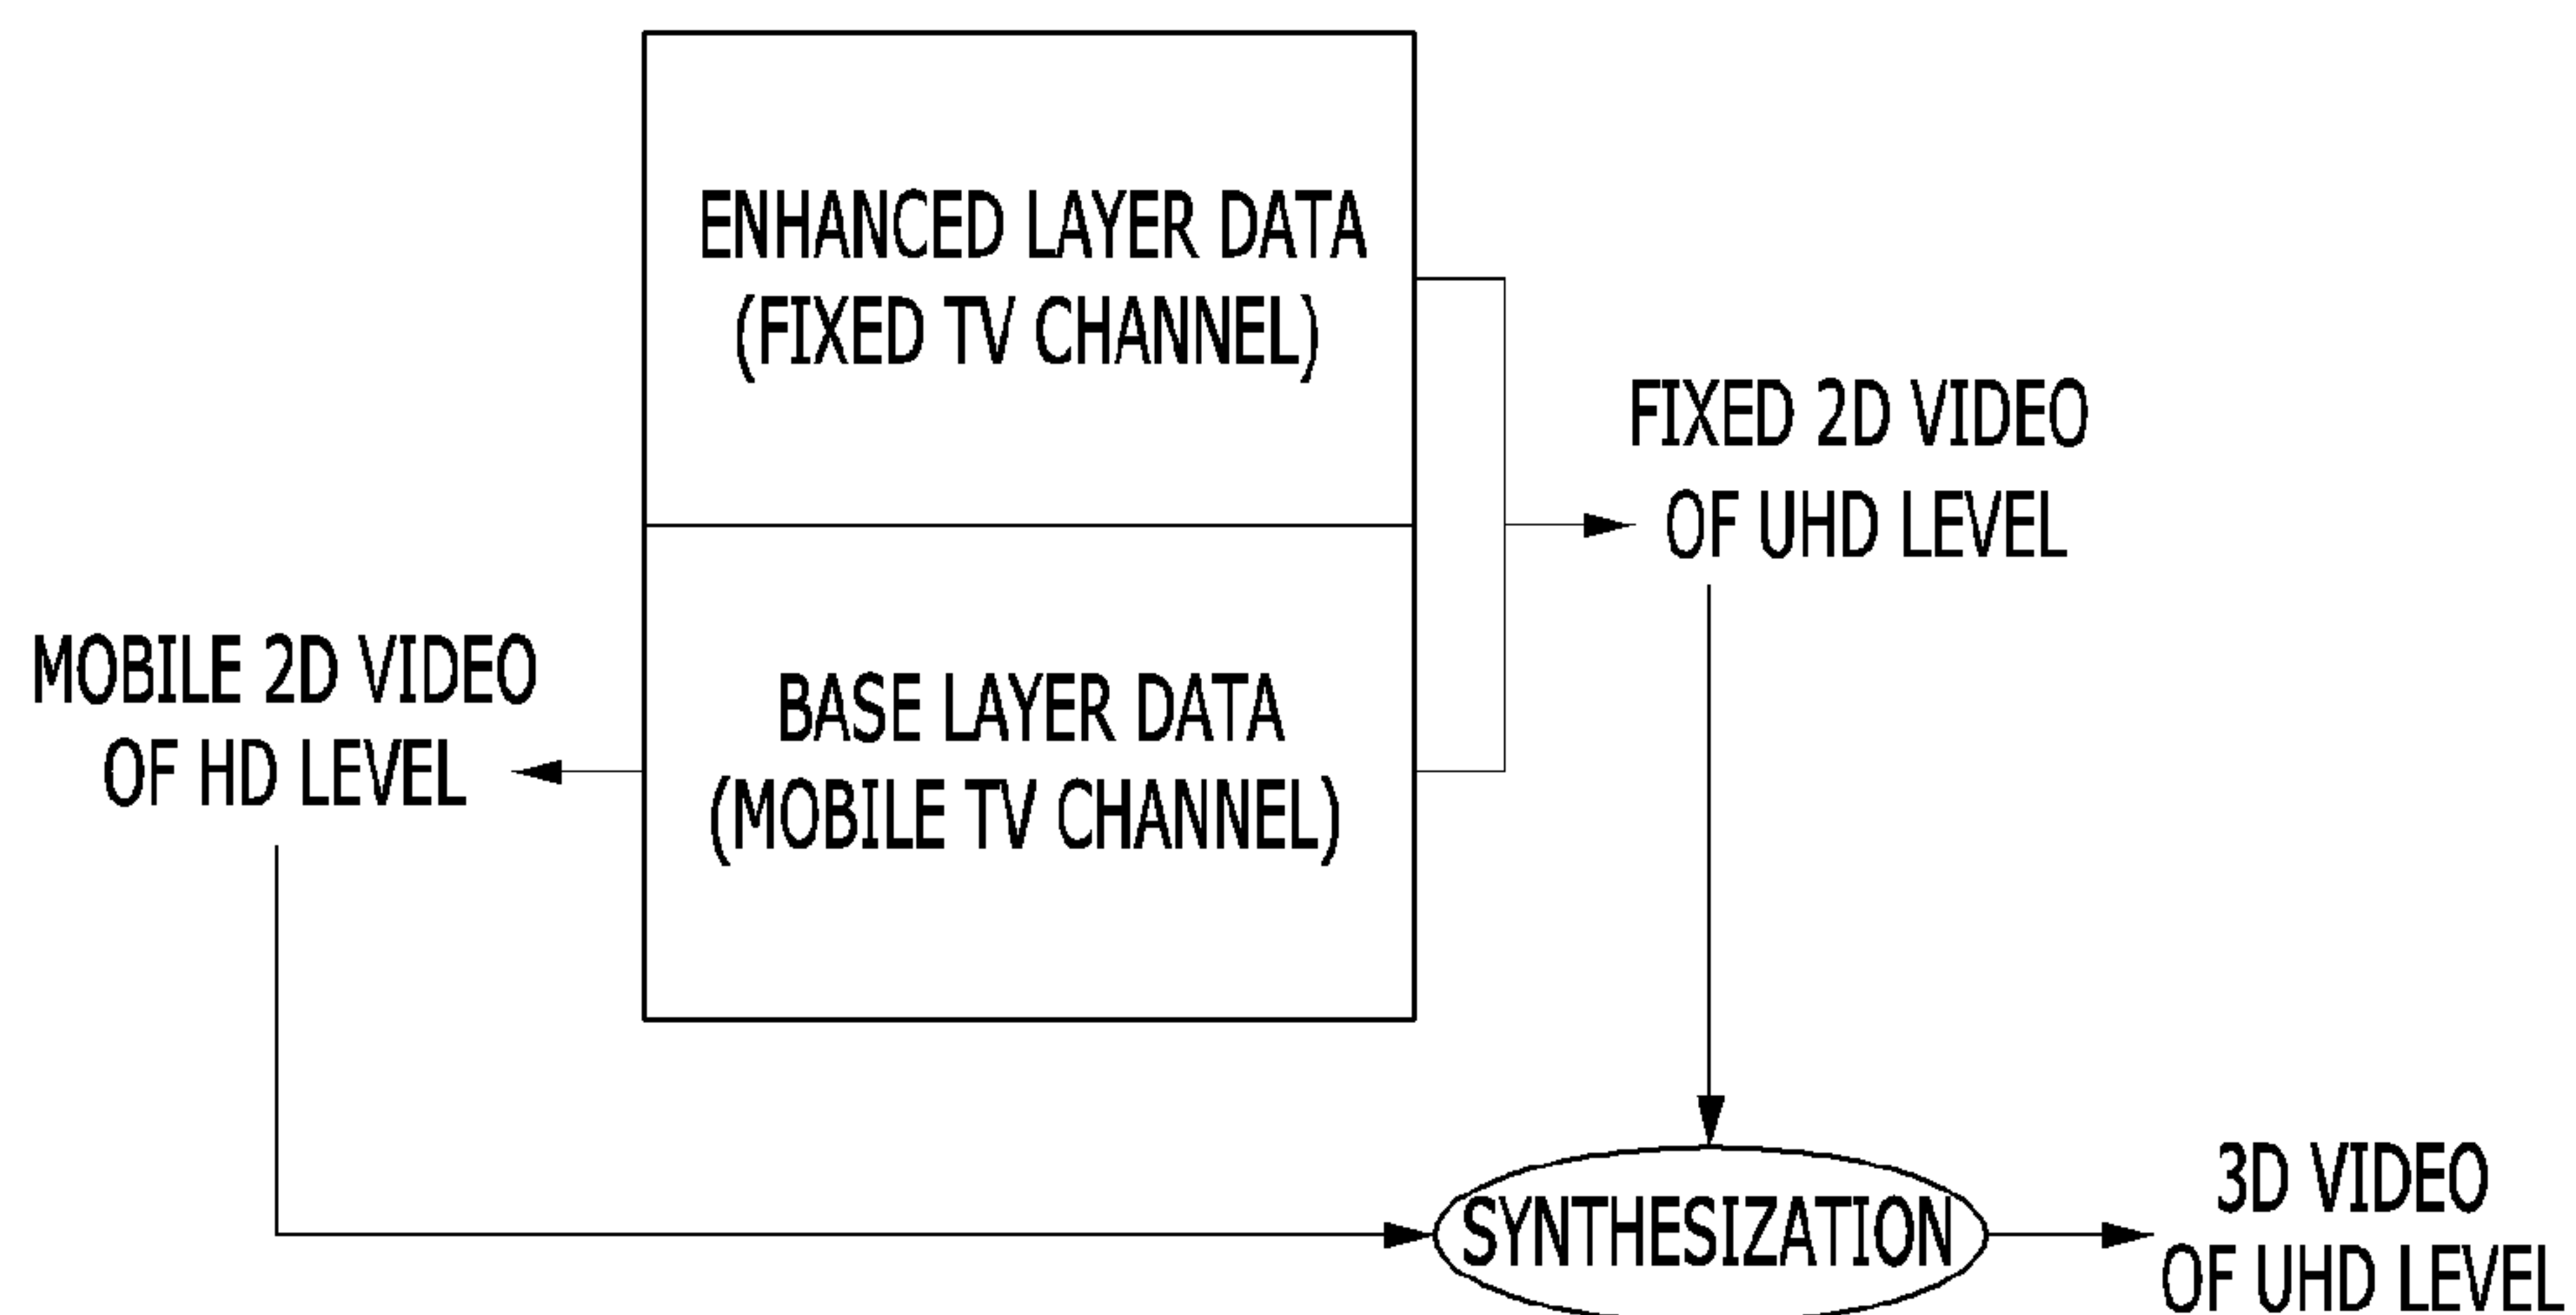 ENHANCED LAYER DATA
(FIXED TV CHANNEL)
FIXED 2D VIDEO
OF UHD LEVEL
MOBILE 2D VIDEO
OF HD LEVEL
BASE LAYER DATA
(MOBILE TV CHANNEL)
SYNTHESIZATION
3D VIDEO
OF UHD LEVEL